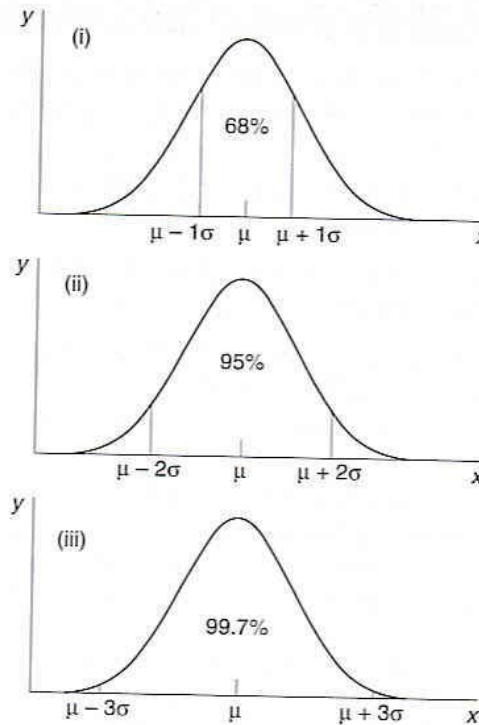 y
(i)
68%
μ − 1σ μ μ + 1σ x
y
(ii)
95%
μ − 2σ μ μ + 2σ x
y
(iii)
99.7%
μ − 3σ μ μ + 3σ x